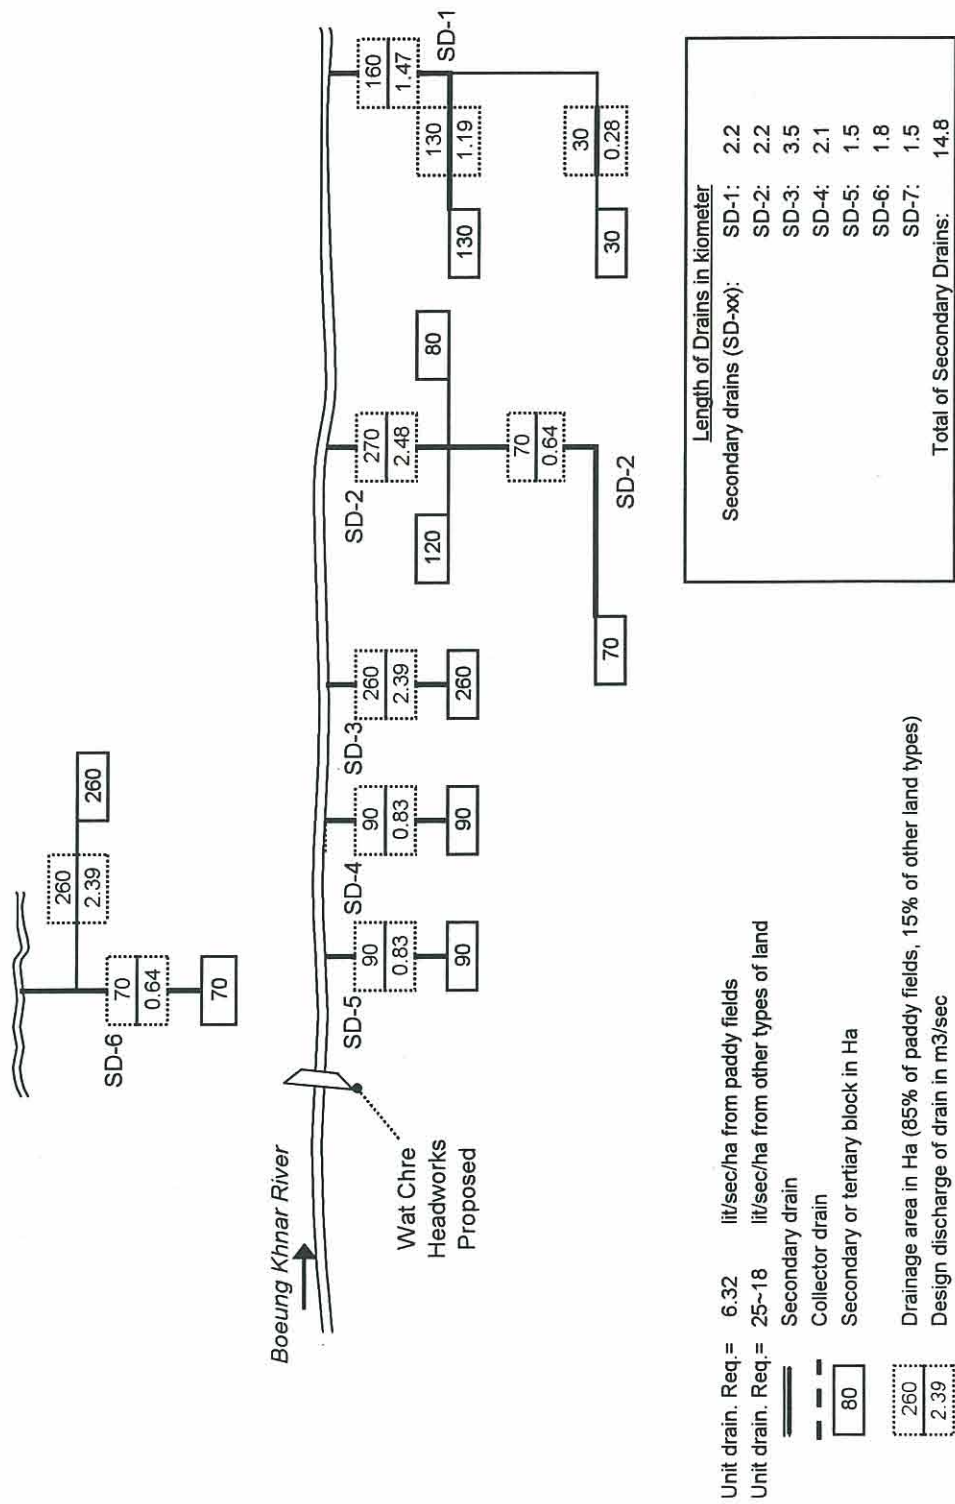 SD-6
70
0.64
70
260
2.39
260
Boeung Khnar River
Wat Chre
Headworks
Proposed
SD-5
90
0.83
90
SD-4
90
0.83
90
SD-3
260
2.39
260
SD-2
270
2.48
120
80
70
0.64
70
SD-2
160
1.47
SD-1
130
1.19
130
30
0.28
30
Unit drain. Req.= 6.32 lit/sec/ha from paddy fields
Unit drain. Req.= 25~18 lit/sec/ha from other types of land
Secondary drain
Collector drain
80 Secondary or tertiary block in Ha
260 Drainage area in Ha (85% of paddy fields, 15% of other land types)
2.39 Design discharge of drain in m3/sec
Length of Drains in kiometer
Secondary drains (SD-xx): SD-1: 2.2
SD-2: 2.2
SD-3: 3.5
SD-4: 2.1
SD-5: 1.5
SD-6: 1.8
SD-7: 1.5
Total of Secondary Drains: 14.8